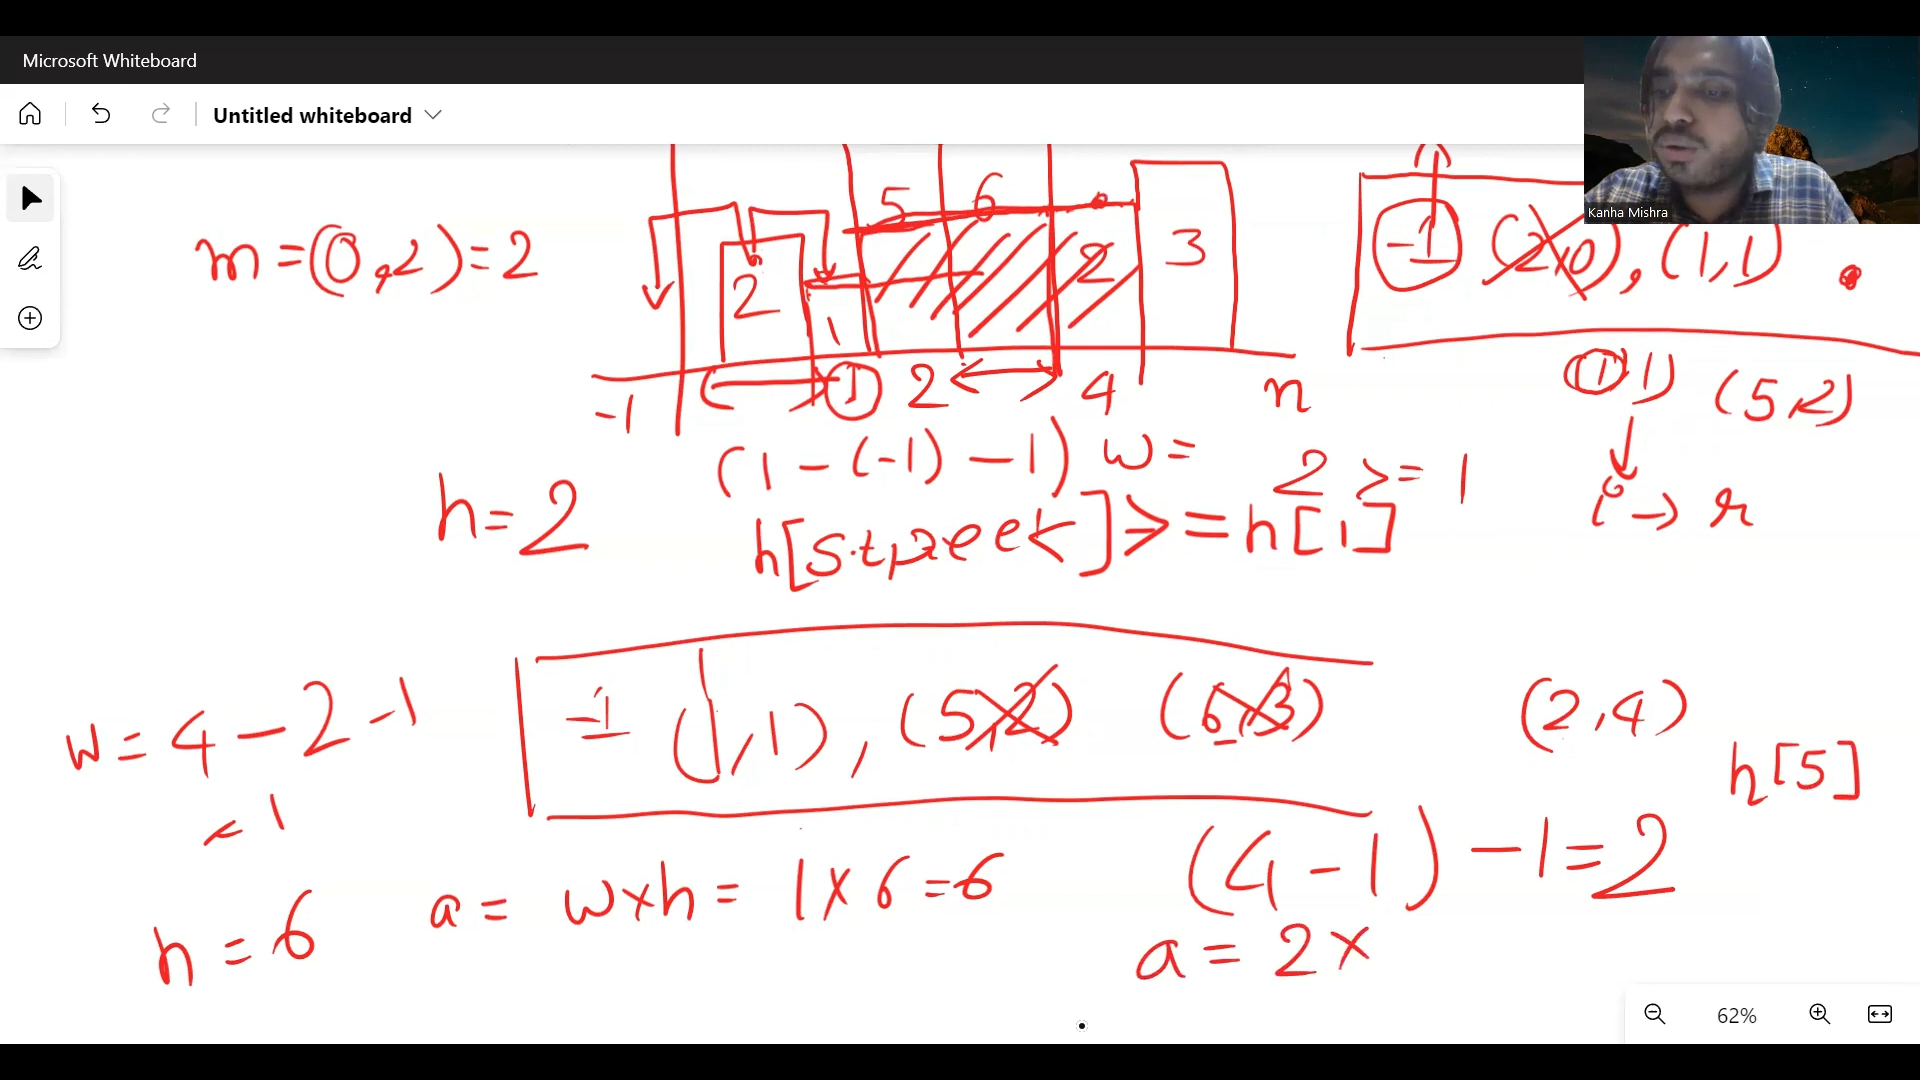 Microsoft Whiteboard
Untitled whiteboard
Kanha Mishra
m = (0,2) = 2
5 6
2 1 2 3
-1 (2,0), (1,1)
-1 1 2 4 n
(1,1) (5,2)
(1 - (-1) - 1) w =
2 >= 1
i → r
h = 2
h[st.peek] >= h[1]
w = 4 - 2 - 1
-1 (1,1), (5,2) (6,3)
(2,4)
h[5]
= 1
(4-1) -1 = 2
a = w x h = 1 x 6 = 6
h = 6
a = 2 x
62%